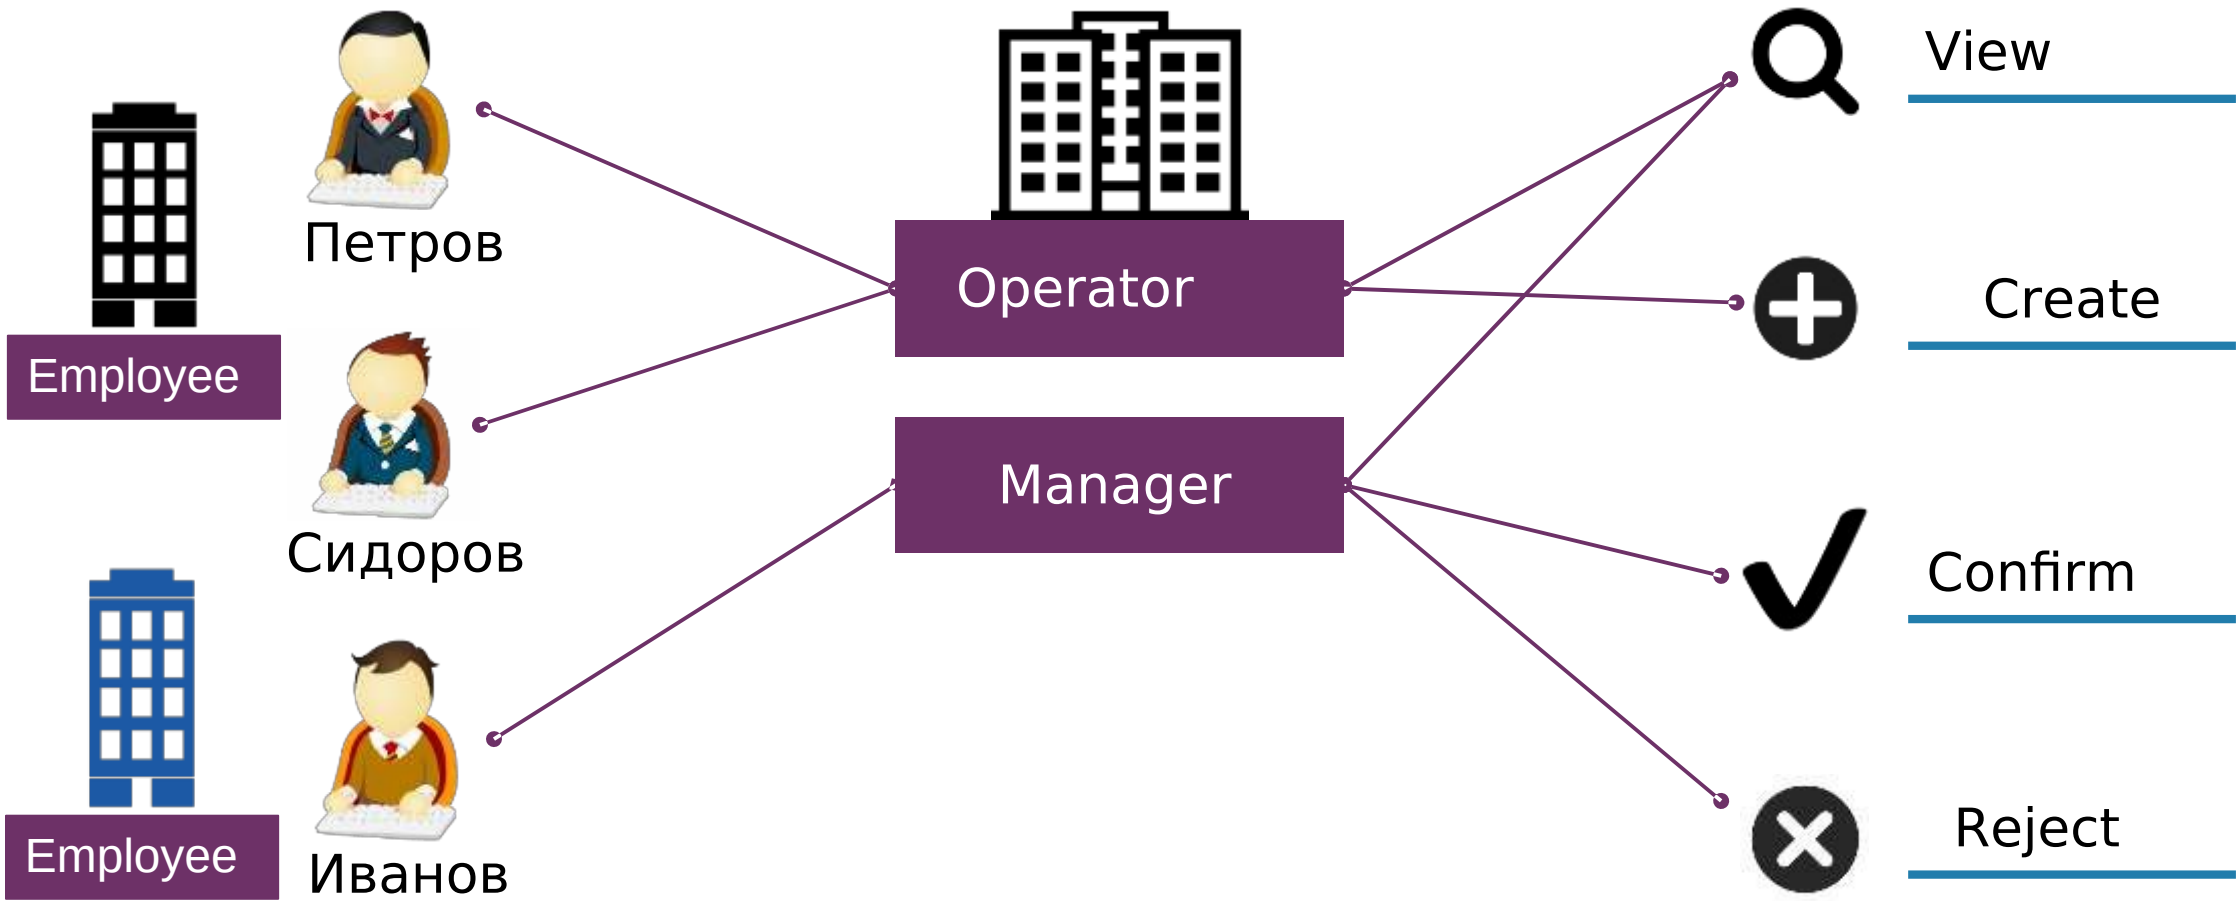 Employee
Employee
Петров
Сидоров
Иванов
Operator
Manager
View
Create
Confirm
Reject